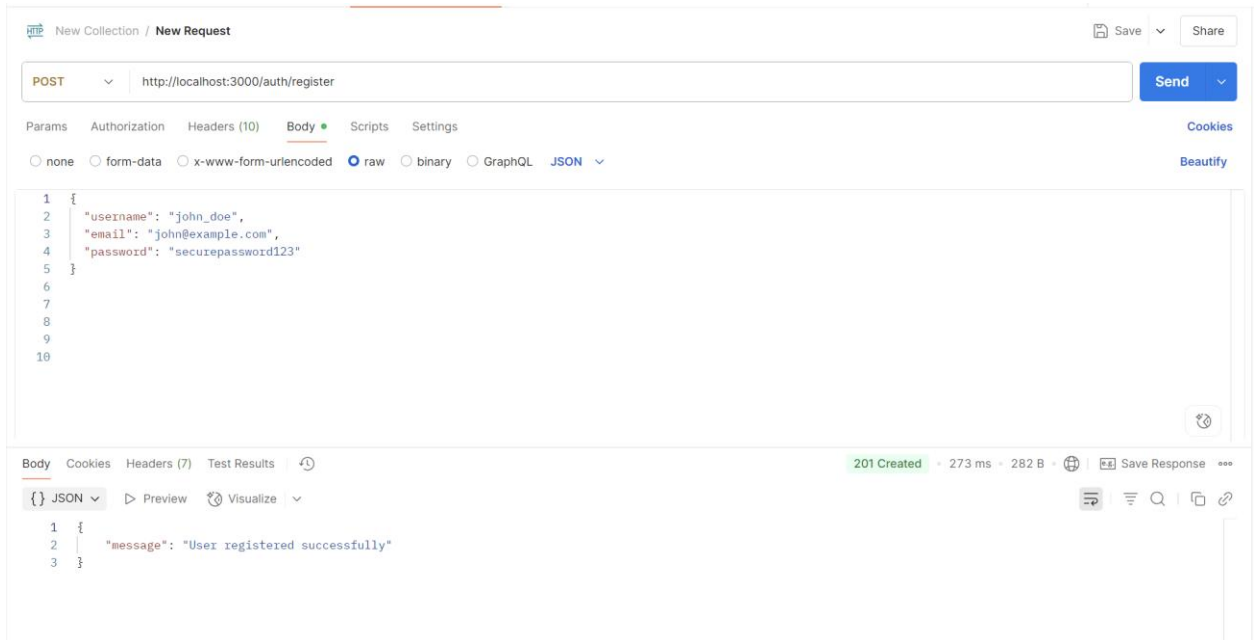 HTTP New Collection / New Request Save Share
POST http://localhost:3000/auth/register Send
Params Authorization Headers (10) Body Scripts Settings Cookies
none form-data x-www-form-urlencoded raw binary GraphQL JSON Beautify
1 {
2 "username": "john_doe",
3 "email": "john@example.com",
4 "password": "securepassword123"
5 }
6
7
8
9
10
Body Cookies Headers (7) Test Results 201 Created 273 ms 282 B e.g. Save Response
{} JSON Preview Visualize
1 {
2 "message": "User registered successfully"
3 }